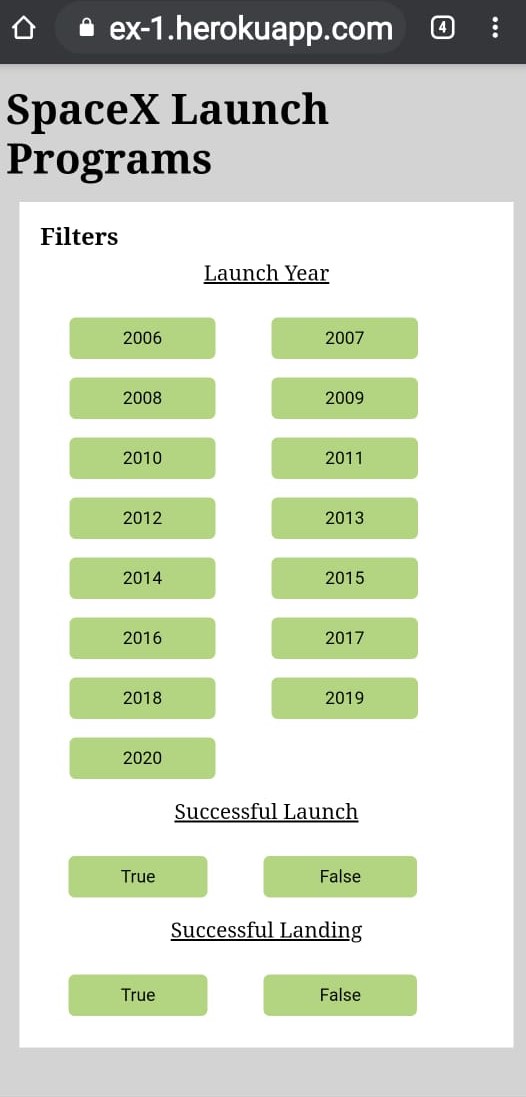 ex-1.herokuapp.com 4
SpaceX Launch
Programs
Filters
Launch Year
2006 2007
2008 2009
2010 2011
2012 2013
2014 2015
2016 2017
2018 2019
2020
Successful Launch
True False
Successful Landing
True False